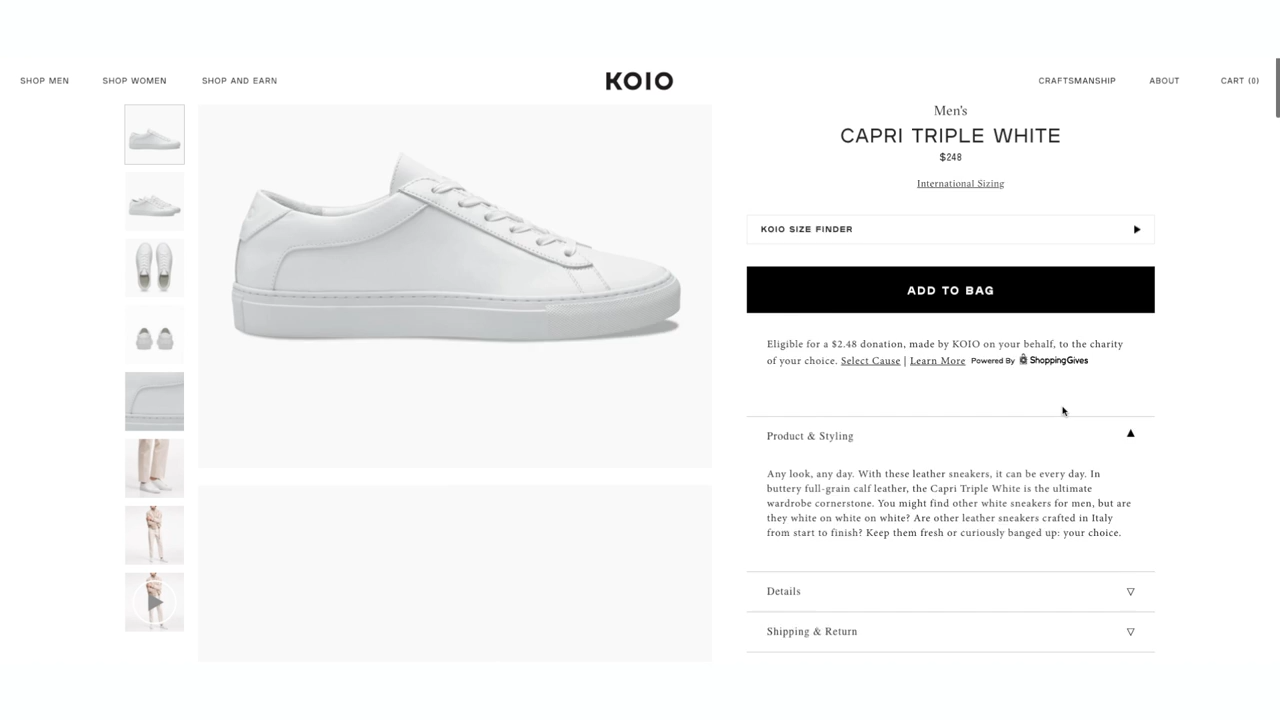 SHOP MEN
SHOP WOMEN
SHOP AND EARN
KOIO
CRAFTSMANSHIP
ABOUT
CART (0)
Men's
CAPRI TRIPLE WHITE
$248
International Sizing
KOIO SIZE FINDER
ADD TO BAG
Eligible for a $2.48 donation, made by KOIO on your behalf, to the charity
of your choice. Select Cause | Learn More Powered By ShoppingGives
Product & Styling
Any look, any day. With these leather sneakers, it can be every day. In
buttery full-grain calf leather, the Capri Triple White is the ultimate
wardrobe cornerstone. You might find other white sneakers for men, but are
they white on white on white? Are other leather sneakers crafted in Italy
from start to finish? Keep them fresh or curiously banged up: your choice.
Details
Shipping & Return